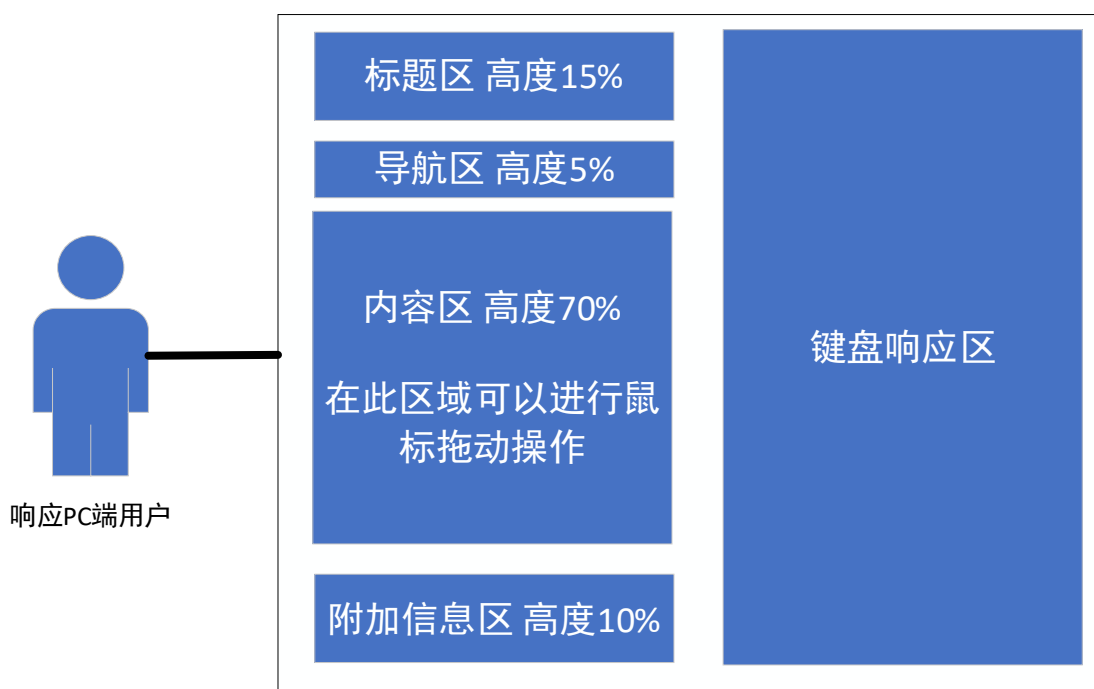 标题区 高度15%
导航区 高度5%
内容区 高度70%
在此区域可以进行鼠
标拖动操作
附加信息区 高度10%
键盘响应区
响应PC端用户